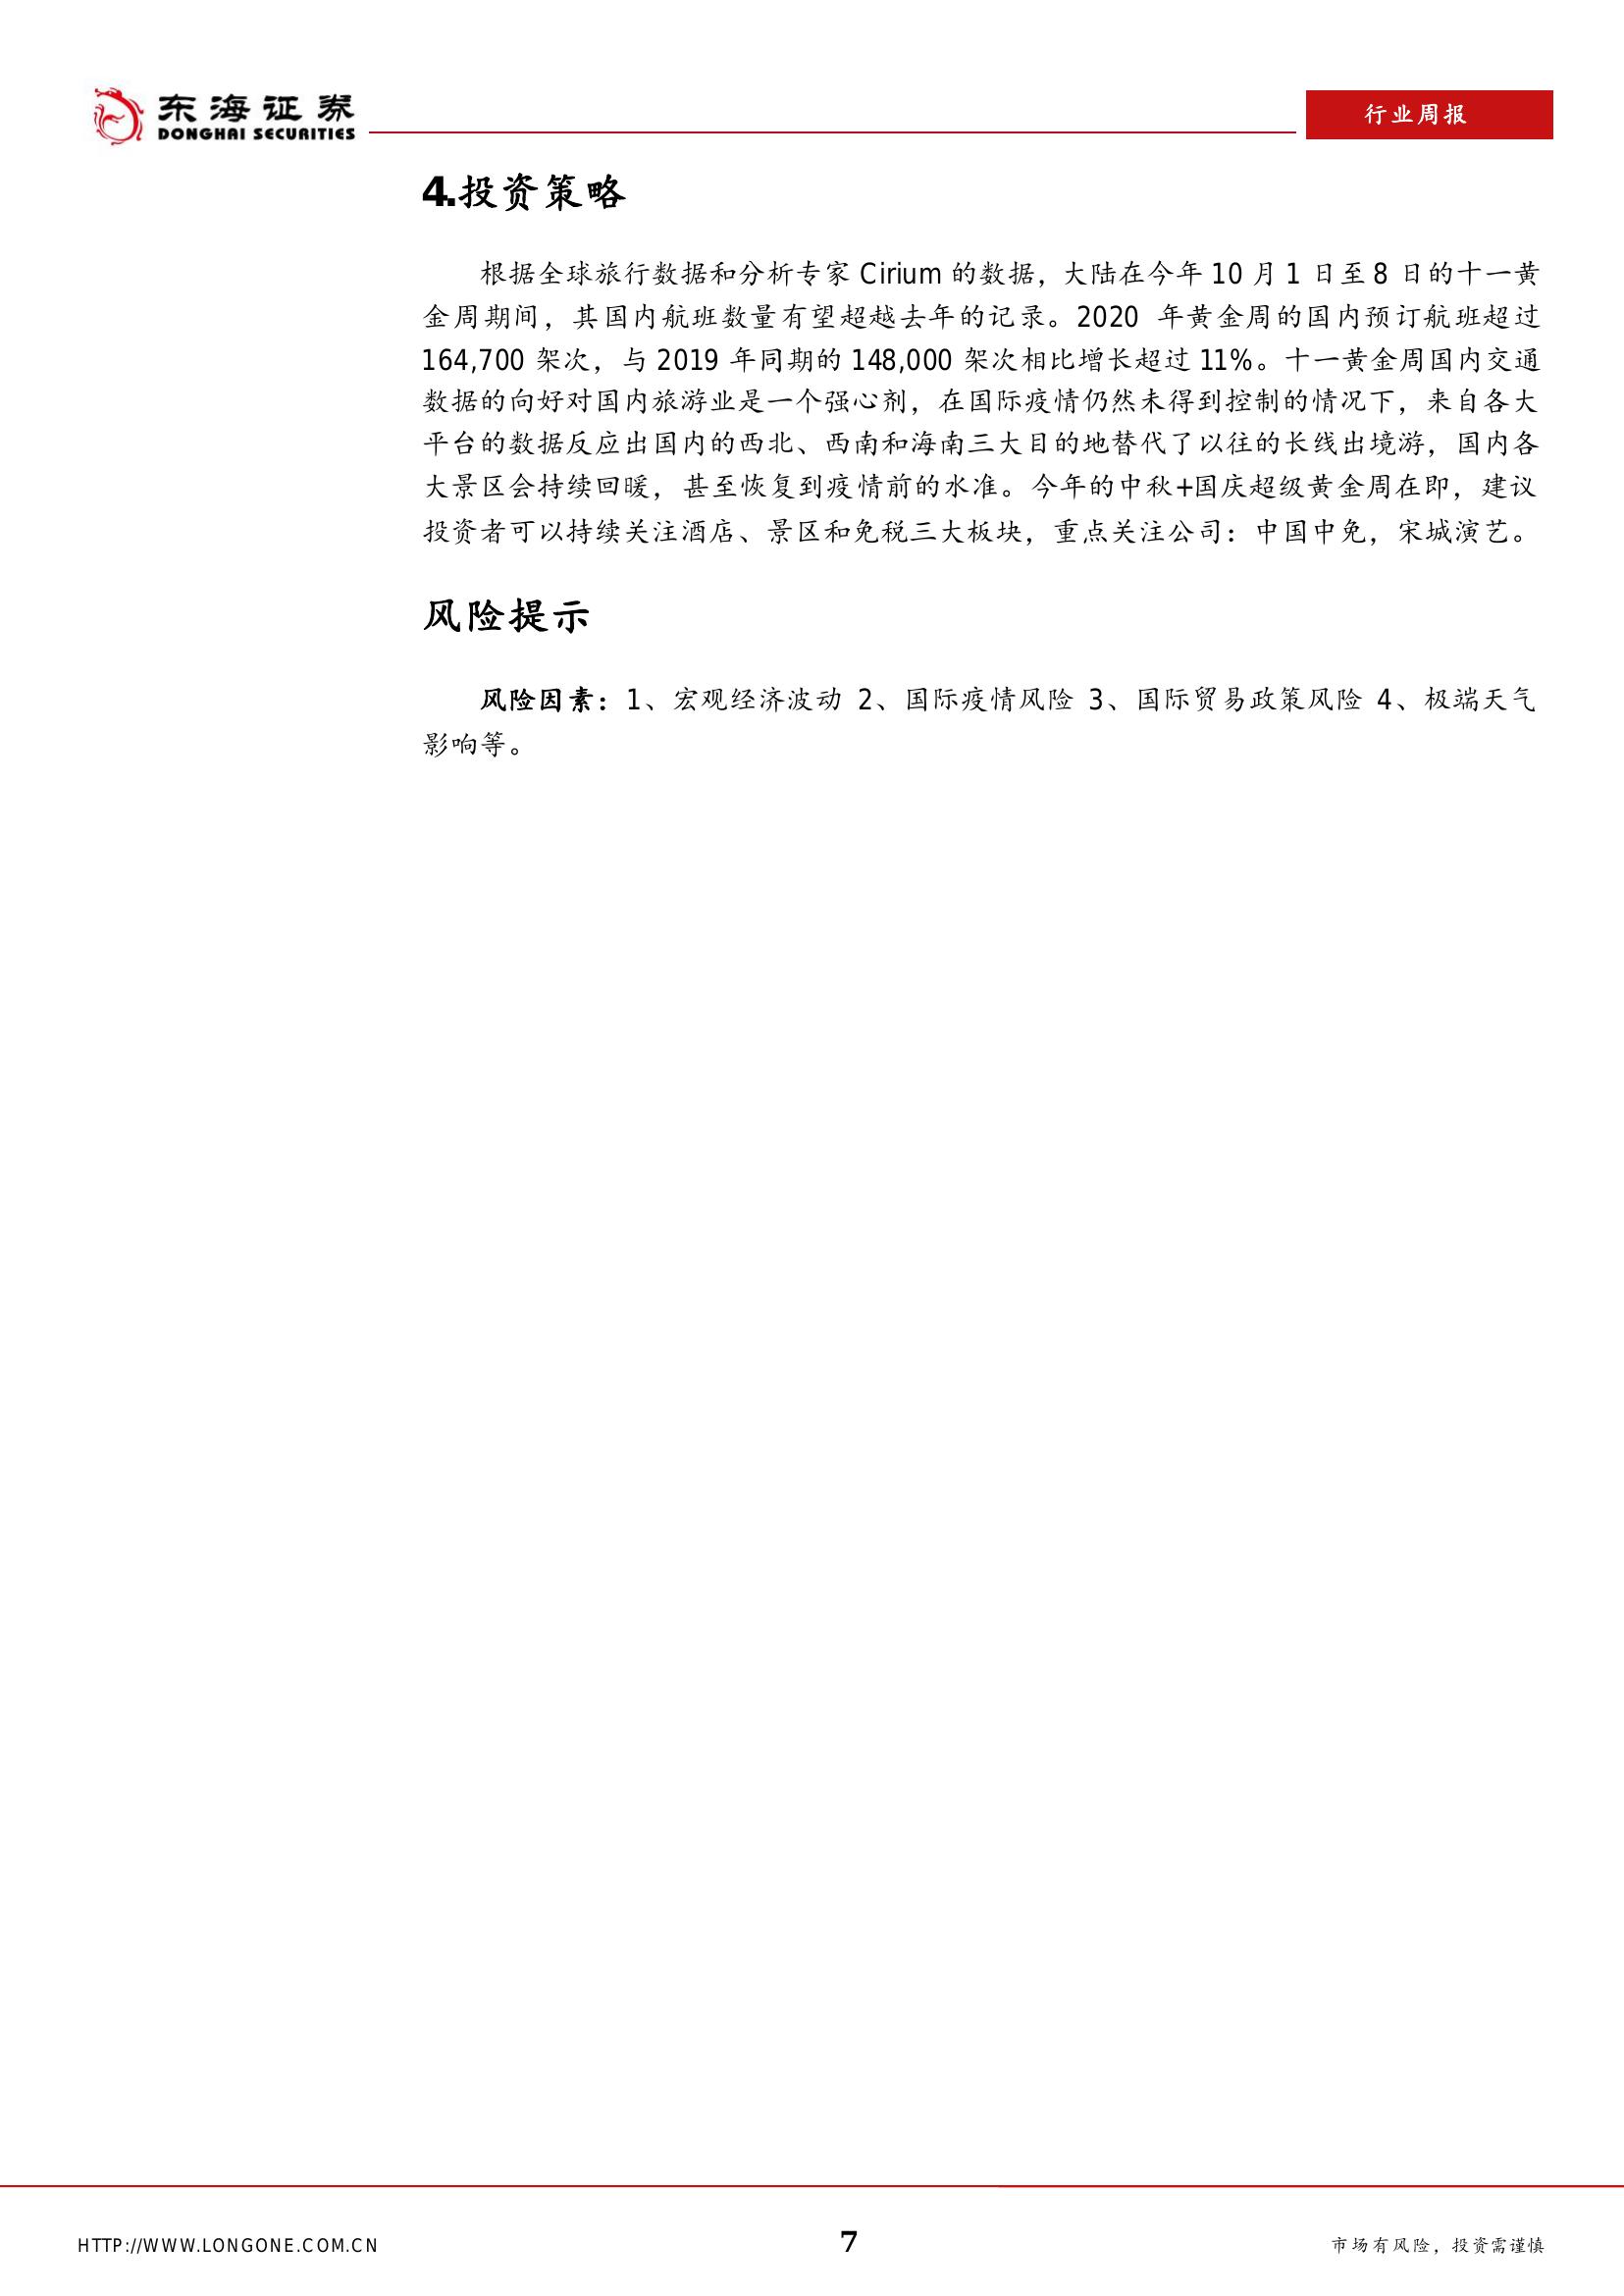 东海证券
DONGHAI SECURITIES
行业周报
4.投资策略
根据全球旅行数据和分析专家 Cirium 的数据，大陆在今年 10 月 1 日至 8 日的十一黄
金周期间，其国内航班数量有望超越去年的记录。2020 年黄金周的国内预订航班超过
164,700 架次，与 2019 年同期的 148,000 架次相比增长超过 11%。十一黄金周国内交通
数据的向好对国内旅游业是一个强心剂，在国际疫情仍然未得到控制的情况下，来自各大
平台的数据反应出国内的西北、西南和海南三大目的地替代了以往的长线出境游，国内各
大景区会持续回暖，甚至恢复到疫情前的水准。今年的中秋+国庆超级黄金周在即，建议
投资者可以持续关注酒店、景区和免税三大板块，重点关注公司：中国中免，宋城演艺。
风险提示
风险因素：1、宏观经济波动 2、国际疫情风险 3、国际贸易政策风险 4、极端天气
影响等。
HTTP://WWW.LONGONE.COM.CN
7
市场有风险，投资需谨慎